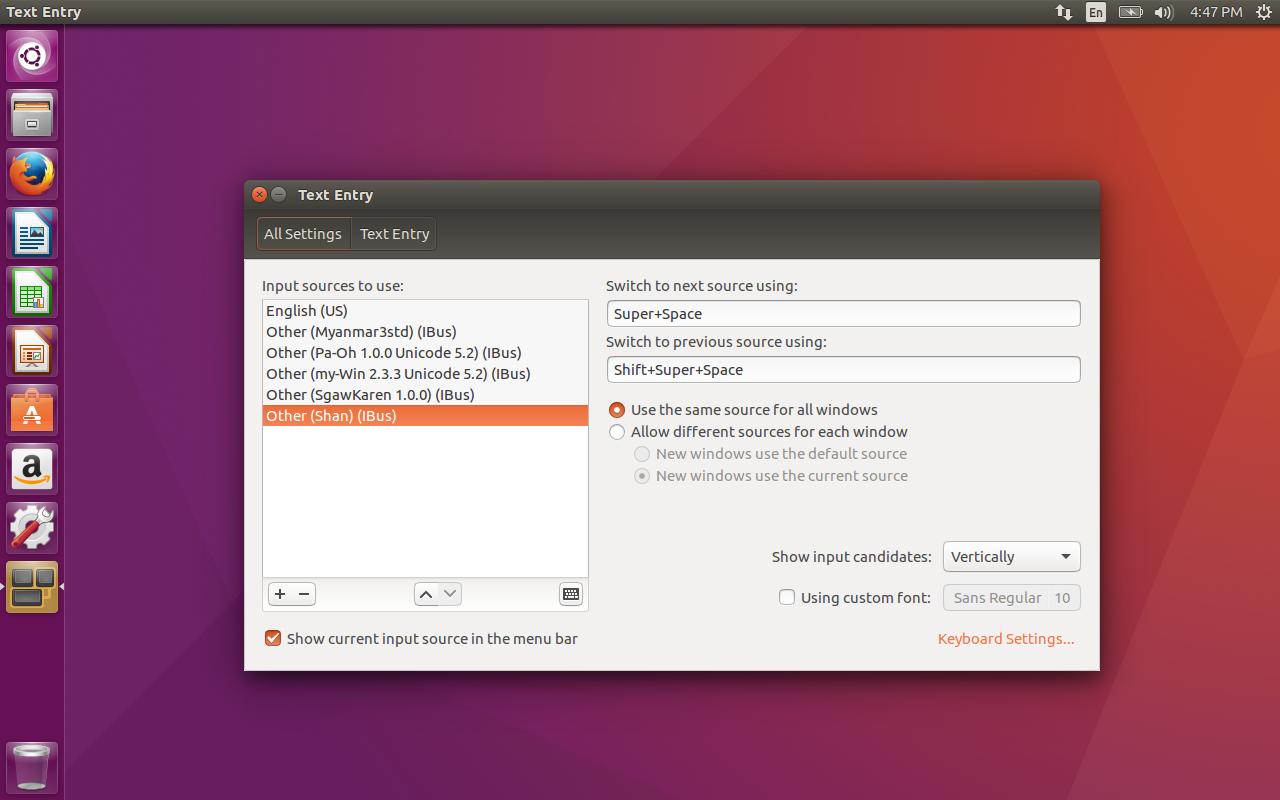 Text Entry
En
4:47 PM
Text Entry
All Settings
Text Entry
Input sources to use:
English (US)
Other (Myanmar3std) (IBus)
Other (Pa-Oh 1.0.0 Unicode 5.2) (IBus)
Other (my-Win 2.3.3 Unicode 5.2) (IBus)
Other (SgawKaren 1.0.0) (IBus)
Other (Shan) (IBus)
Show current input source in the menu bar
Switch to next source using:
Super+Space
Switch to previous source using:
Shift+Super+Space
Use the same source for all windows
Allow different sources for each window
New windows use the default source
New windows use the current source
Show input candidates:
Vertically
Using custom font:
Sans Regular 10
Keyboard Settings...